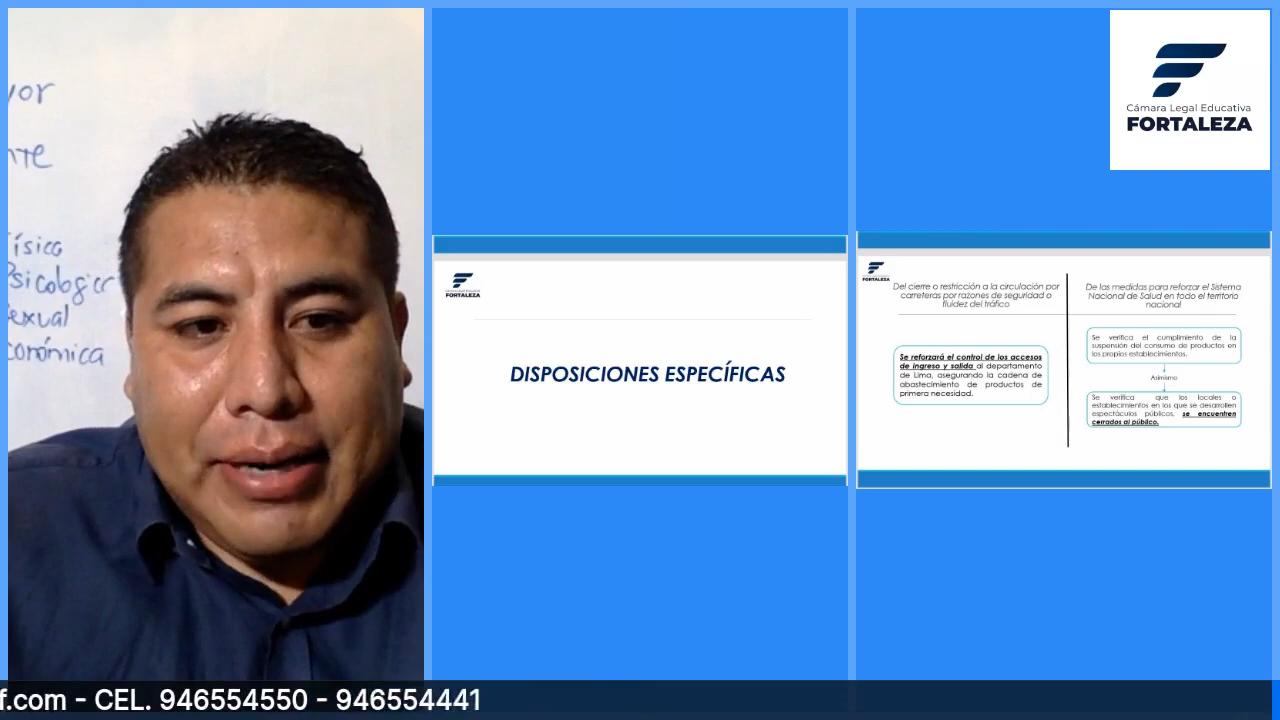 física
Psicológica
sexual
económica
FORTALEZA
DISPOSICIONES ESPECÍFICAS
FORTALEZA
Del cierre o restricción a la circulación por
carreteras por razones de seguridad o
fluidez del tráfico
Se reforzará el control de los accesos
de ingreso y salida al departamento
de Lima, asegurando la cadena de
abastecimiento de productos de
primera necesidad.
De las medidas para reforzar el Sistema
Nacional de Salud en todo el territorio
nacional
Se verifica el cumplimiento de la
suspensión del consumo de productos en
los propios establecimientos.
Asimismo
Se verifica que los locales o
establecimientos en los que se desarrollen
espectáculos públicos, se encuentren
cerrados al público.
Cámara Legal Educativa
FORTALEZA
f.com - CEL. 946554550 - 946554441